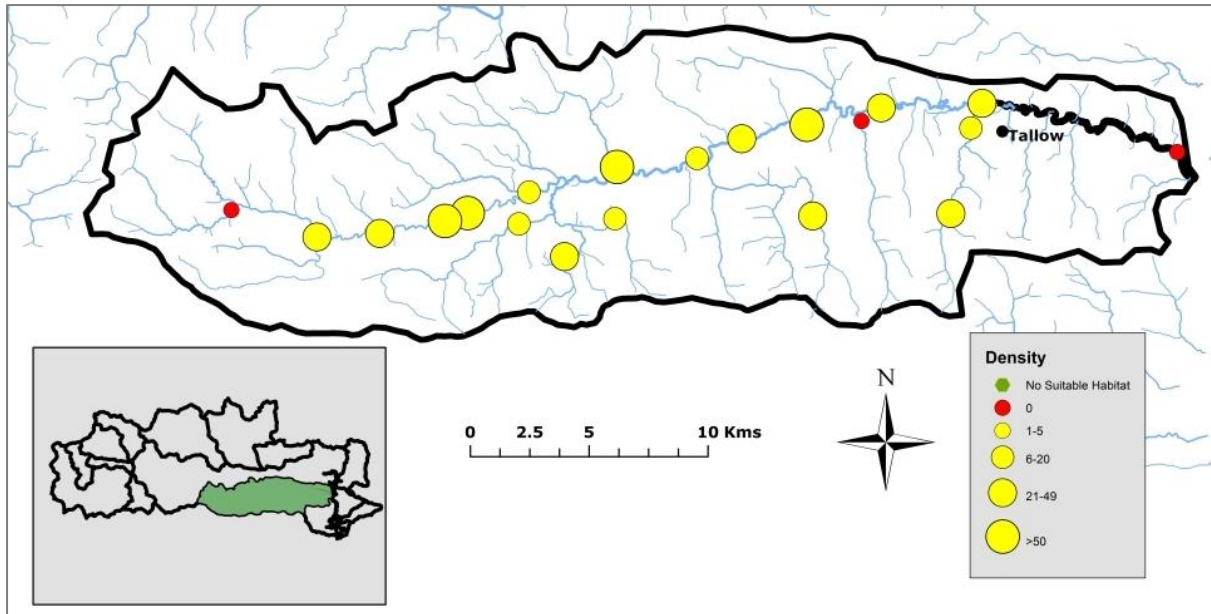 Tallow
Density
No Suitable Habitat
0
1-5
6-20
21-49
>50
N
0 2.5 5 10 Kms